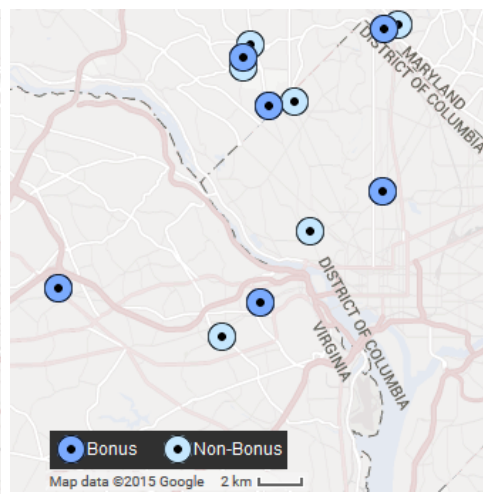 MARYLAND
DISTRICT OF COLUMBIA
DISTRICT OF COLUMBIA
VIRGINIA
Bonus Non-Bonus
Map data ©2015 Google 2 km